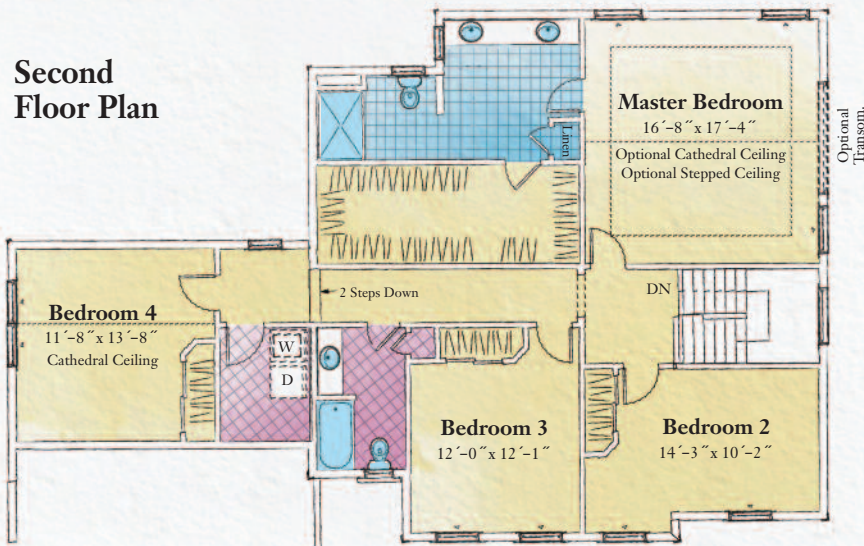 Second
Floor Plan
Master Bedroom
16´-8˝ x 17´-4˝
Optional Cathedral Ceiling
Optional Stepped Ceiling
Optional
Transom.
Linen
2 Steps Down
DN
Bedroom 4
11´-8˝ x 13´-8˝
Cathedral Ceiling
W
D
Bedroom 3
12´-0˝ x 12´-1˝
Bedroom 2
14´-3˝ x 10´-2˝